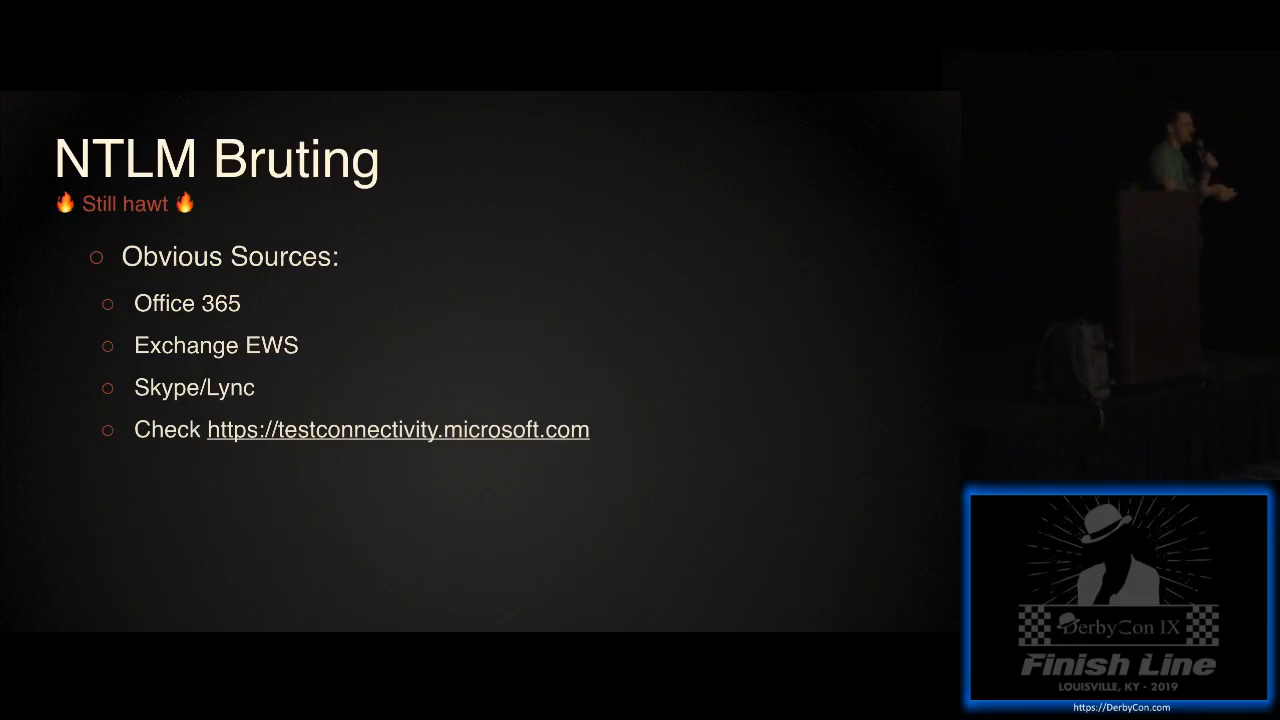 NTLM Bruting
🔥 Still hawt 🔥
Obvious Sources:
Office 365
Exchange EWS
Skype/Lync
Check https://testconnectivity.microsoft.com
DerbyCon IX
Finish Line
LOUISVILLE, KY - 2019
https://DerbyCon.com